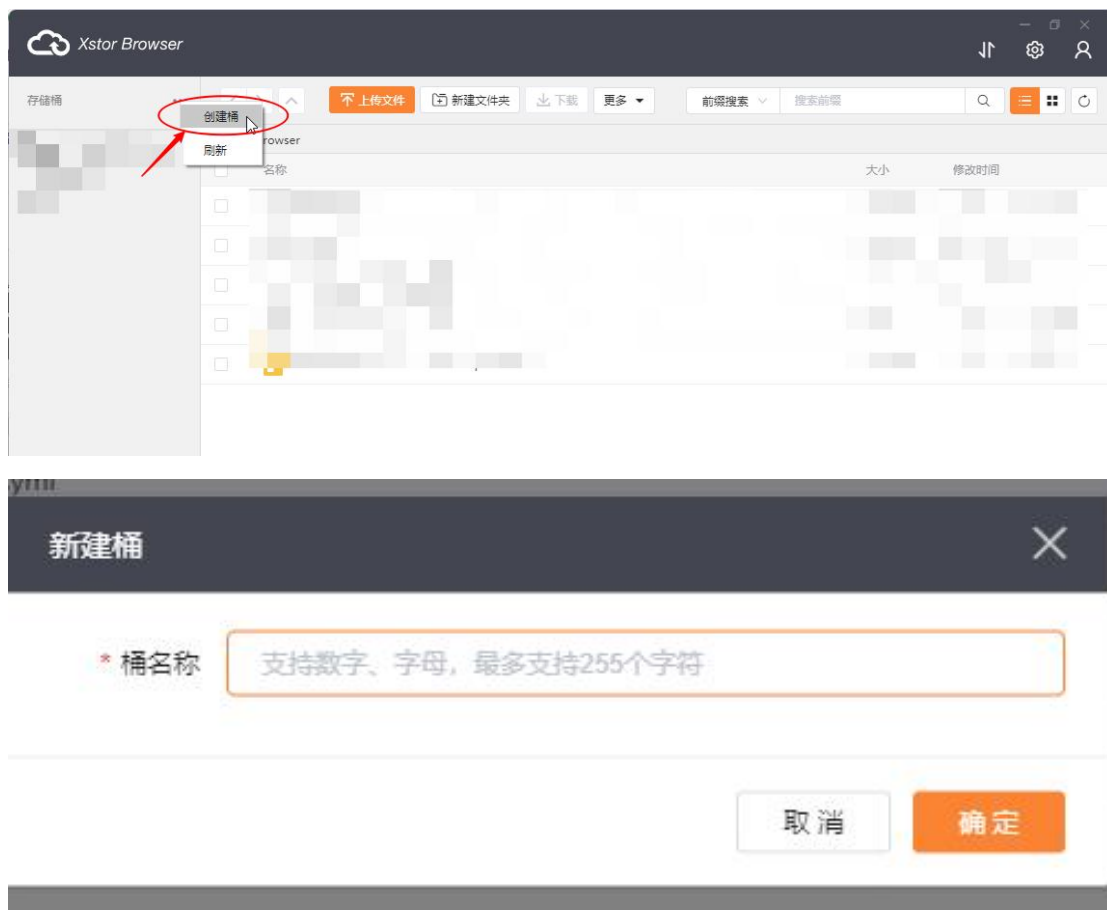 Xstor Browser
存储桶
上传文件 新建文件夹 下载 更多 前缀搜索 搜索前缀
创建桶
刷新
rowser
名称 大小 修改时间
新建桶
* 桶名称 支持数字、字母，最多支持255个字符
取消 确定